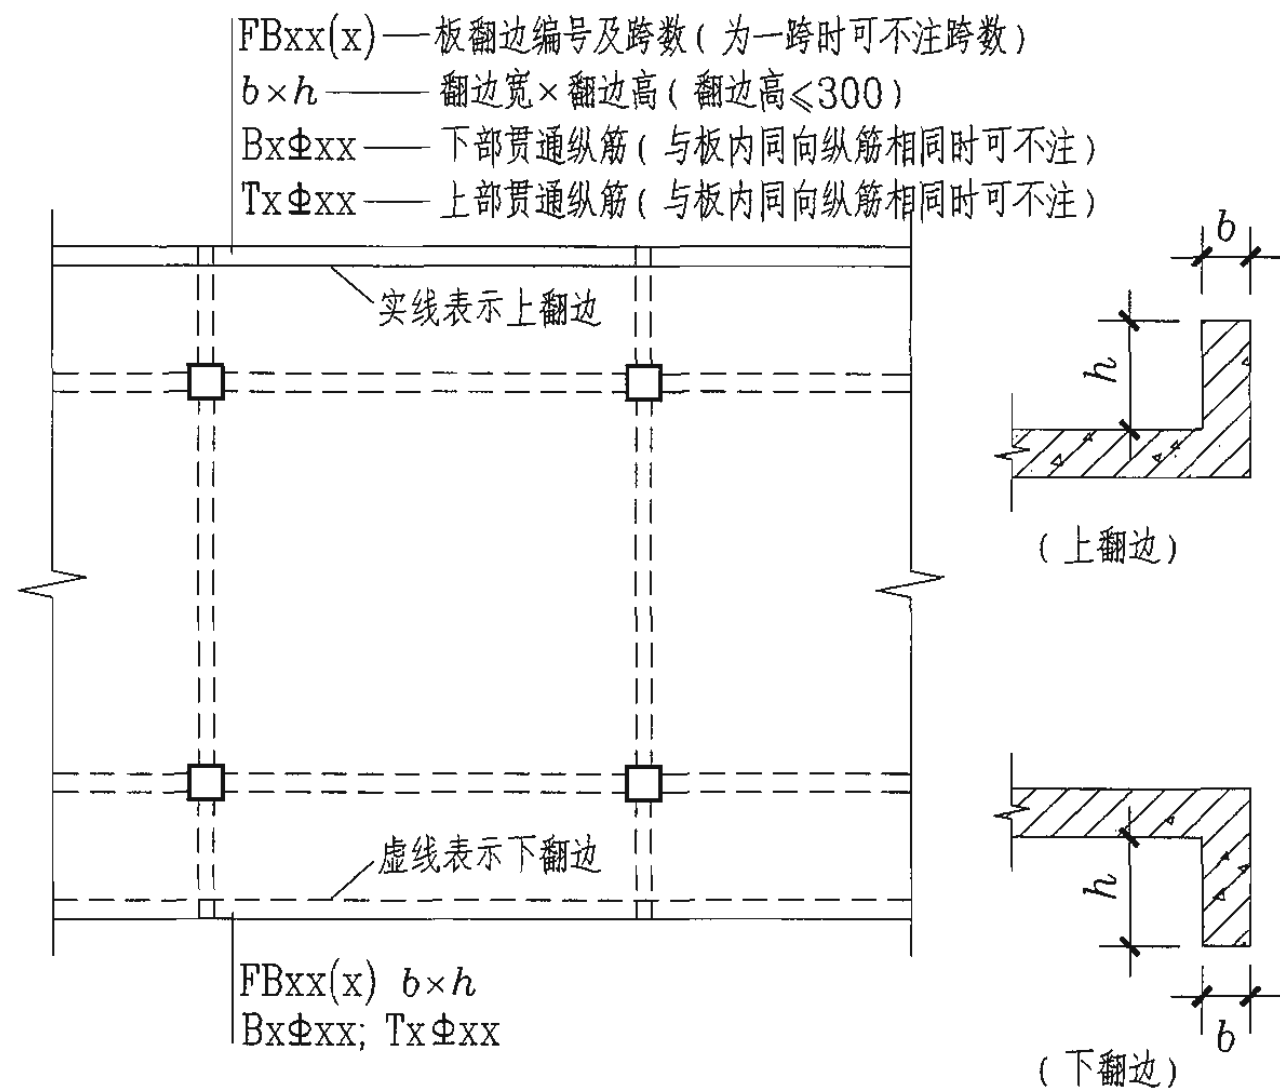 FBxx(x)——板翻边编号及跨数(为一跨时可不注跨数)
b×h——翻边宽×翻边高(翻边高≤300)
BxΦxx——下部贯通纵筋(与板内同向纵筋相同时可不注)
TxΦxx——上部贯通纵筋(与板内同向纵筋相同时可不注)
实线表示上翻边
b
h
(上翻边)
虚线表示下翻边
h
b
(下翻边)
FBxx(x) b×h
BxΦxx; TxΦxx